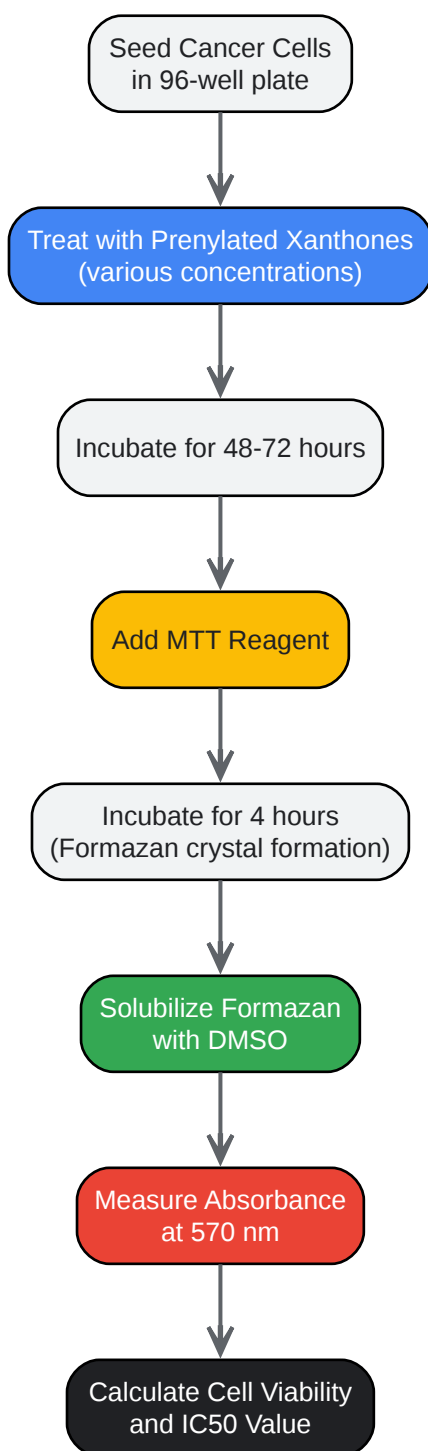 Seed Cancer Cells
in 96-well plate
Treat with Prenylated Xanthones
(various concentrations)
Incubate for 48-72 hours
Add MTT Reagent
Incubate for 4 hours
(Formazan crystal formation)
Solubilize Formazan
with DMSO
Measure Absorbance
at 570 nm
Calculate Cell Viability
and IC50 Value